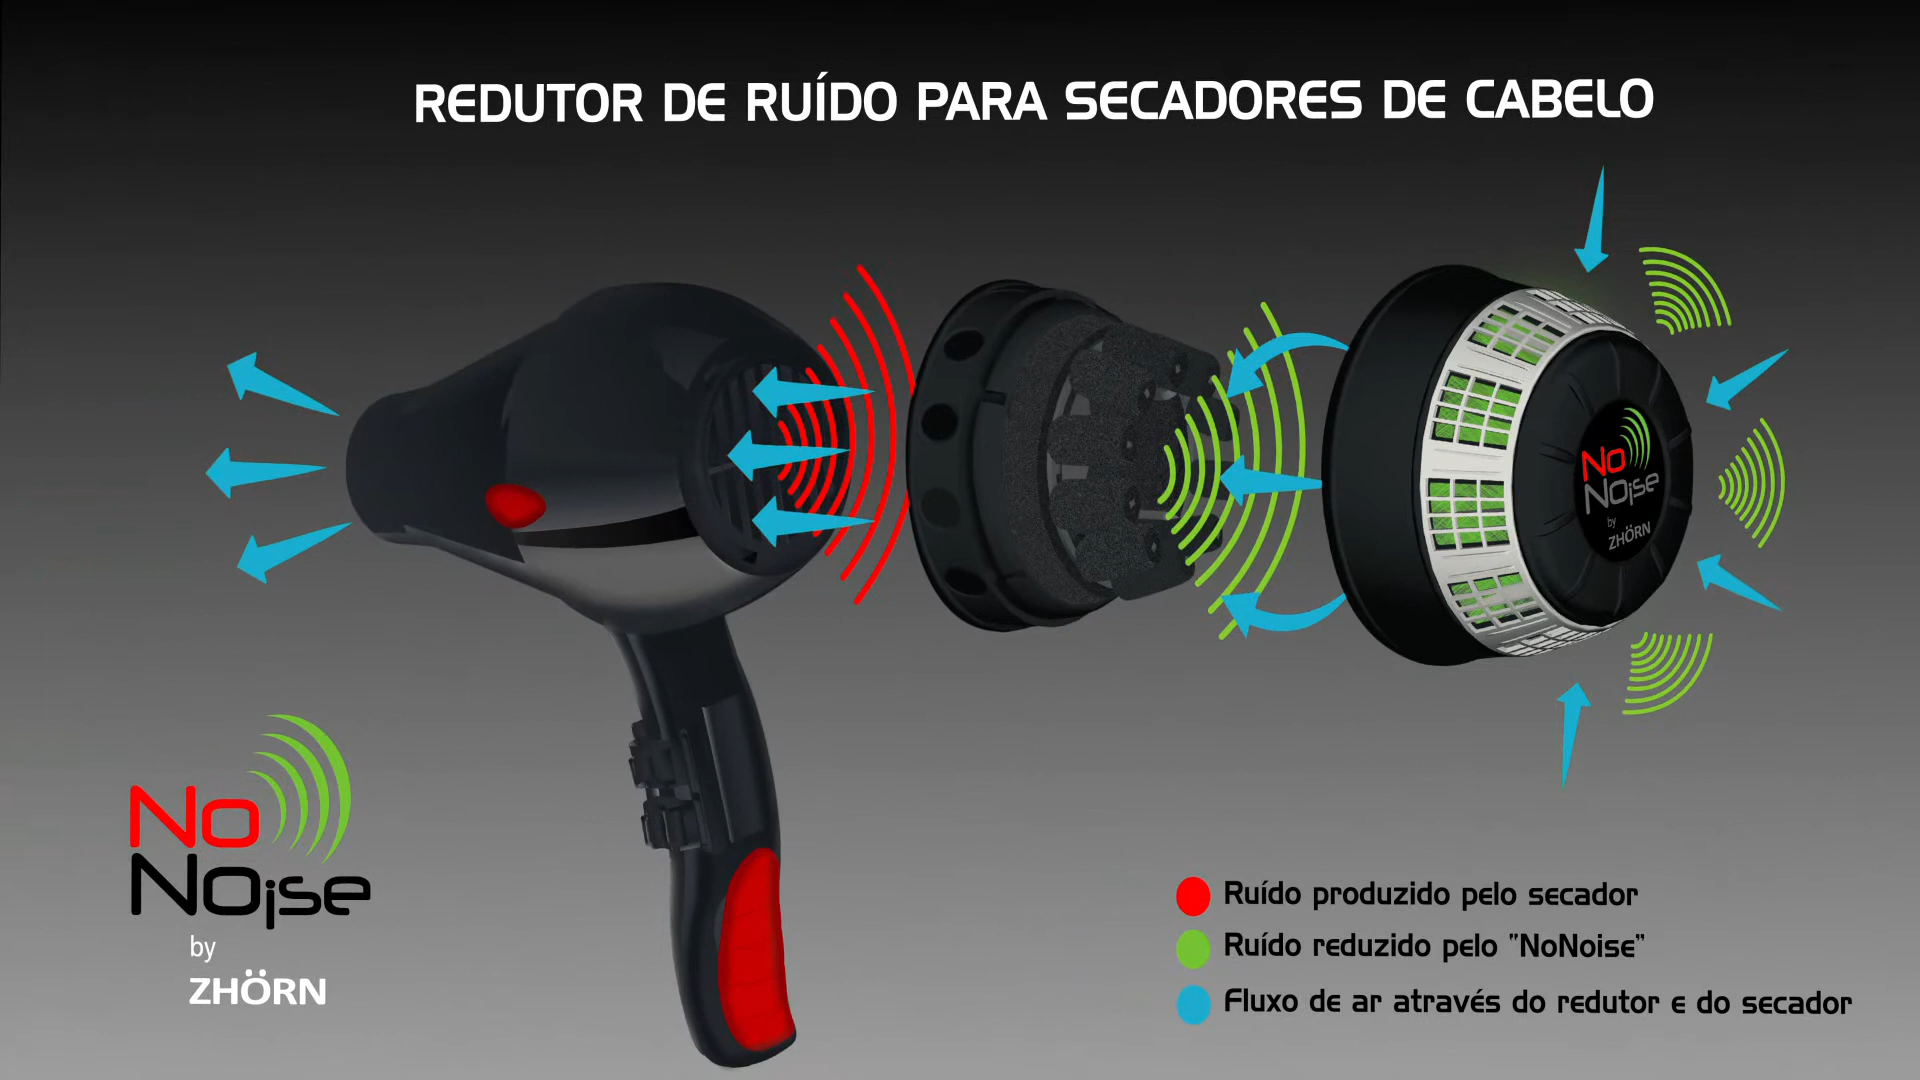 REDUTOR DE RUÍDO PARA SECADORES DE CABELO
No
NOise
by
ZHÖRN
No
NOise
by
ZHÖRN
Ruído produzido pelo secador
Ruído reduzido pelo "NoNoise"
Fluxo de ar através do redutor e do secador